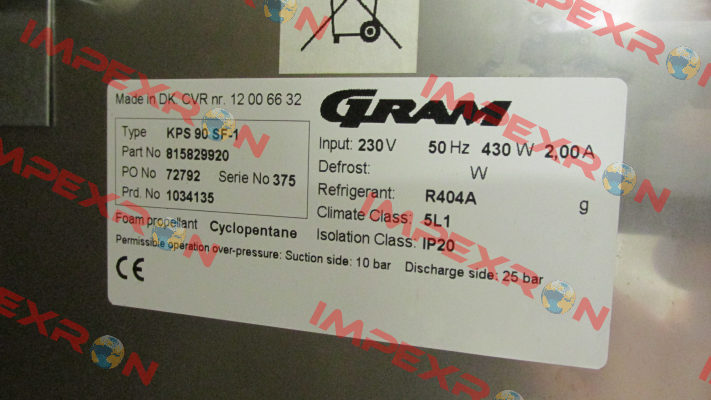 Made in DK. CVR nr. 12 00 66 32
GRAM
Type KPS 90 SF-1
Part No 815829920
PO No 72792 Serie No 375
Prd. No 1034135
Input: 230 V 50 Hz 430 W 2,00 A
Defrost: W
Refrigerant: R404A g
Climate Class: 5L1
Isolation Class: IP20
Foam propellant Cyclopentane
Permissible operation over-pressure: Suction side: 10 bar Discharge side: 25 bar
CE
IMPEXRON
IMPEXRON
IMPEXRON
IMPEXRON
IMPEXRON
IMPEXRON